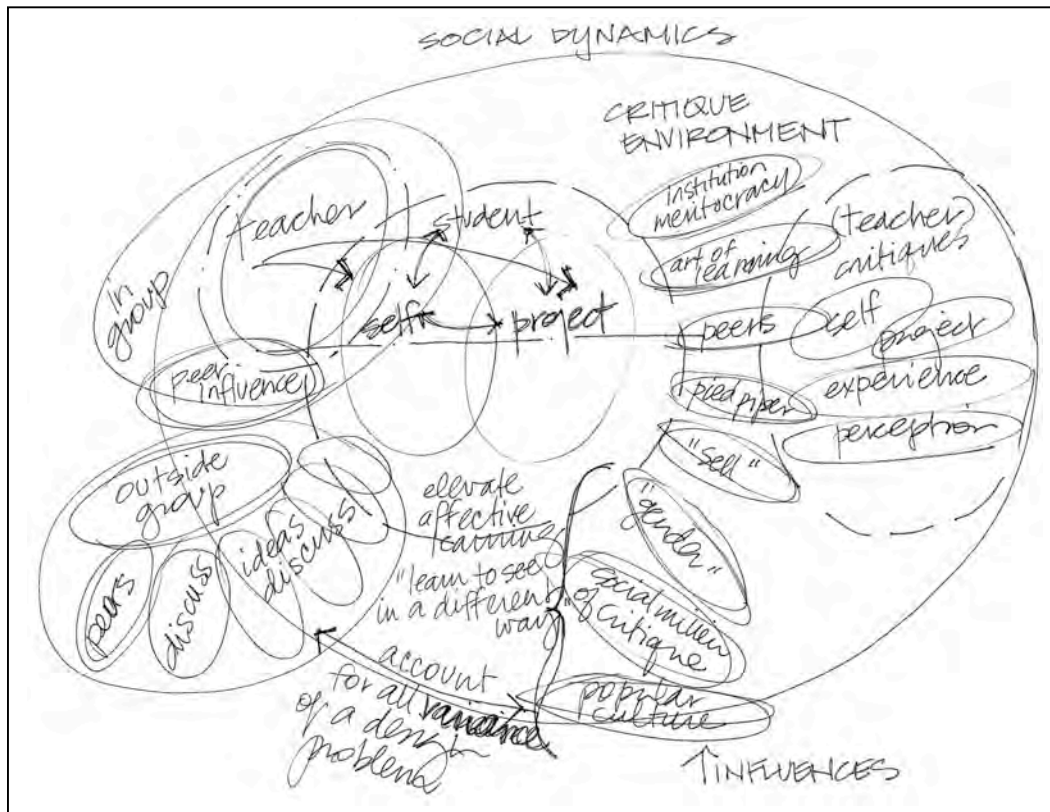 SOCIAL DYNAMICS
CRITIQUE
ENVIRONMENT
institution
meritocracy
art of
learning
peers
pied piper
"sell"
"gender"
social milieu
of critique
popular
culture
↑INFLUENCES
(teacher)
critiques
self
project
experience
perception
teacher
student
self
project
in
group
peer
influence
outside
group
peers
discuss
ideas
discuss
elevate
affective
learning
"learn to see
in a different
way"
account
for all variance
of a design
problem